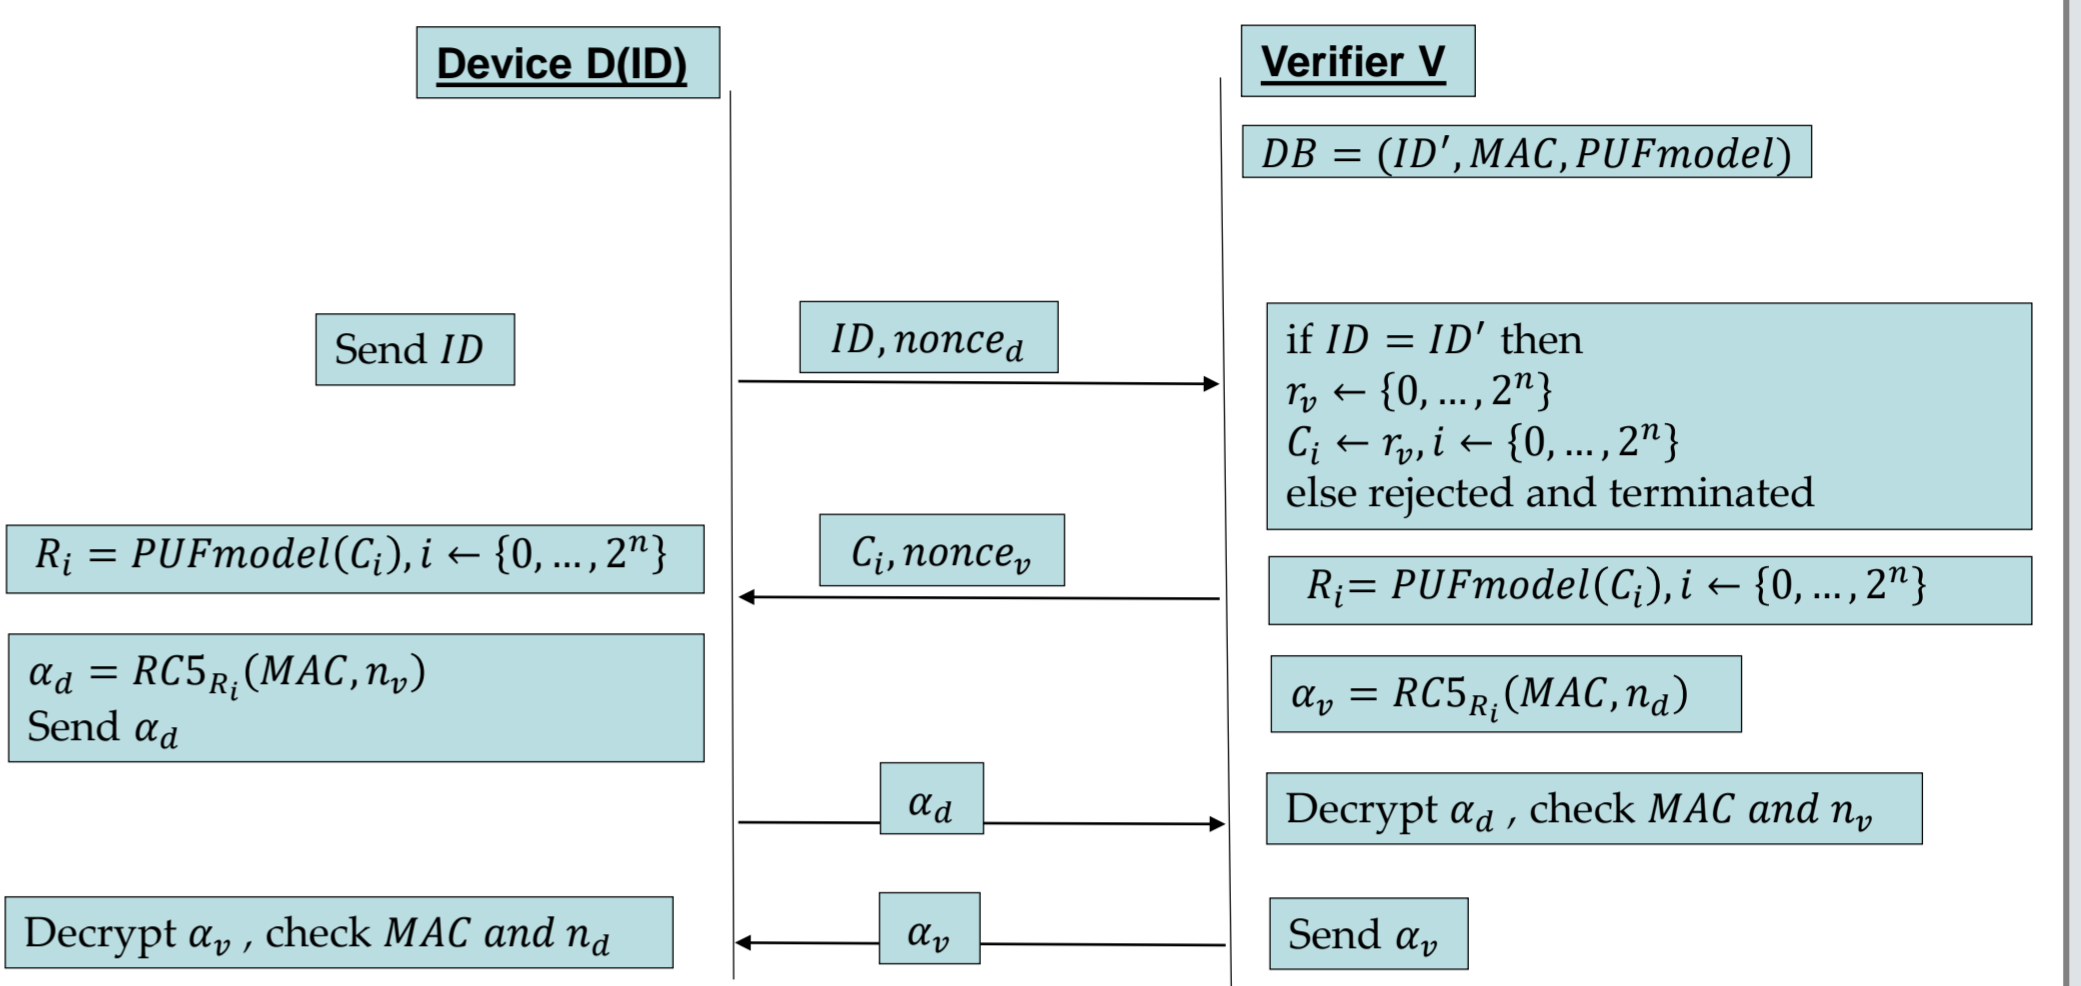 Device D(ID)
Verifier V
DB = (ID′, MAC, PUFmodel)
Send ID
ID, nonce_d
if ID = ID′ then
r_v ← {0, … , 2^n}
C_i ← r_v, i ← {0, … , 2^n}
else rejected and terminated
R_i = PUFmodel(C_i), i ← {0, … , 2^n}
C_i, nonce_v
R_i= PUFmodel(C_i), i ← {0, … , 2^n}
α_d = RC5_{R_i}(MAC, n_v)
Send α_d
α_v = RC5_{R_i}(MAC, n_d)
α_d
Decrypt α_d , check MAC and n_v
Decrypt α_v , check MAC and n_d
α_v
Send α_v